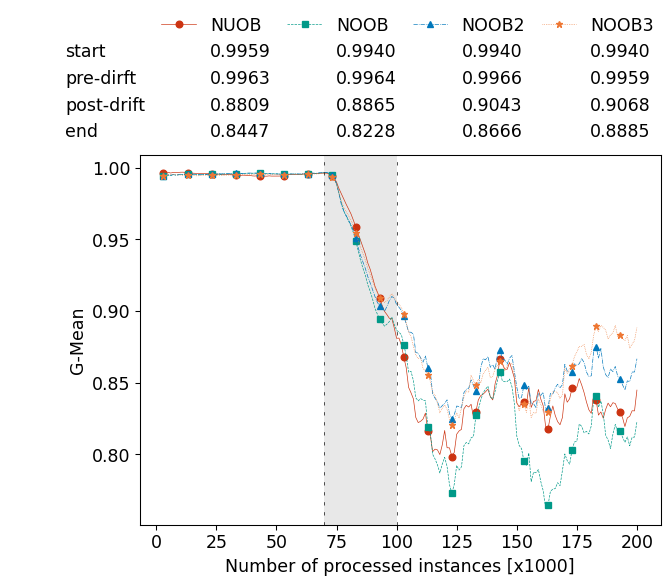 NUOB NOOB NOOB2 NOOB3
start 0.9959 0.9940 0.9940 0.9940
pre-dirft 0.9963 0.9964 0.9966 0.9959
post-drift 0.8809 0.8865 0.9043 0.9068
end 0.8447 0.8228 0.8666 0.8885
1.00
0.95
0.90
0.85
0.80
G-Mean
0 25 50 75 100 125 150 175 200
Number of processed instances [x1000]